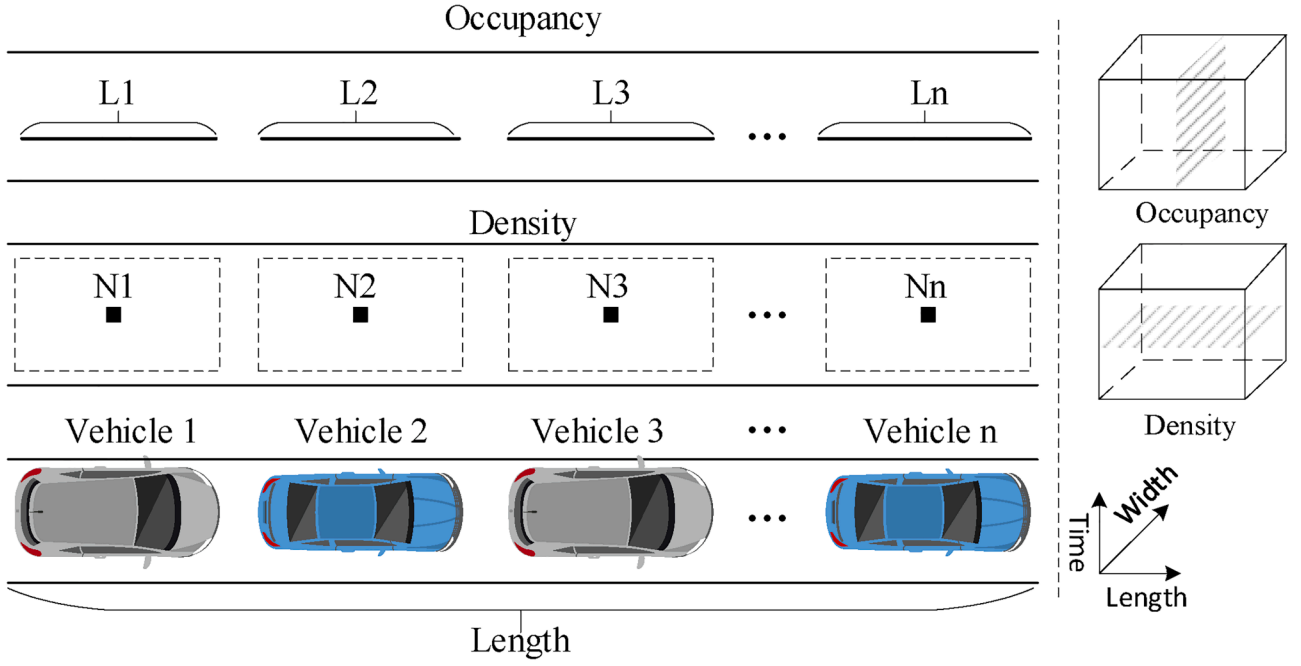 Occupancy
L1 L2 L3 ... Ln
Density
N1 N2 N3 ... Nn
Vehicle 1 Vehicle 2 Vehicle 3 ... Vehicle n
...
Length
Occupancy
Density
Time
Width
Length